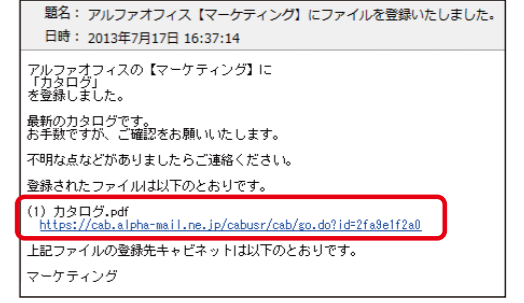 題名： アルファオフィス【マーケティング】にファイルを登録いたしました。
日時： 2013年7月17日 16:37:14
アルファオフィスの【マーケティング】に
「カタログ」
を登録しました。
最新のカタログです。
お手数ですが、ご確認をお願いいたします。
不明な点などがありましたらご連絡ください。
登録されたファイルは以下のとおりです。
(1) カタログ.pdf
https://cab.alpha-mail.ne.jp/cabusr/cab/go.do?id=2fa9e1f2a0
上記ファイルの登録先キャビネットは以下のとおりです。
マーケティング